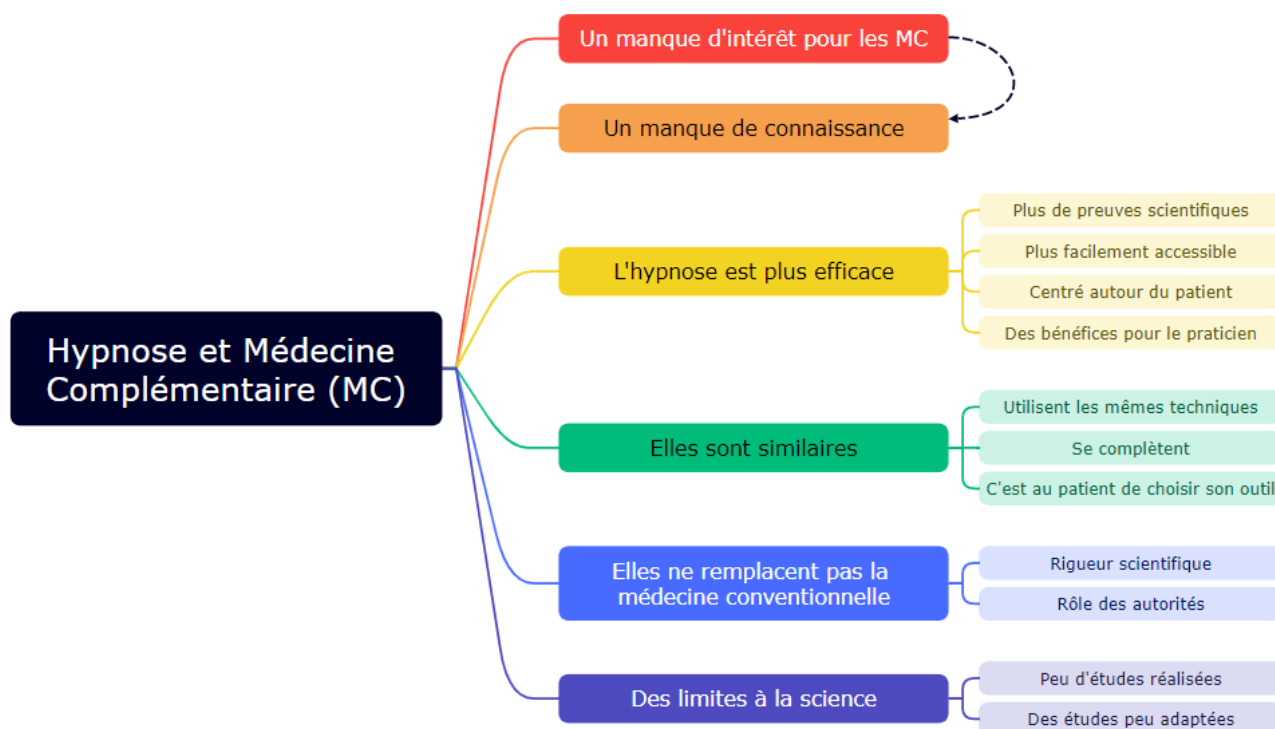 Hypnose et Médecine
Complémentaire (MC)
Un manque d'intérêt pour les MC
Un manque de connaissance
L'hypnose est plus efficace
Plus de preuves scientifiques
Plus facilement accessible
Centré autour du patient
Des bénéfices pour le praticien
Elles sont similaires
Utilisent les mêmes techniques
Se complètent
C'est au patient de choisir son outil
Elles ne remplacent pas la
médecine conventionnelle
Rigueur scientifique
Rôle des autorités
Des limites à la science
Peu d'études réalisées
Des études peu adaptées